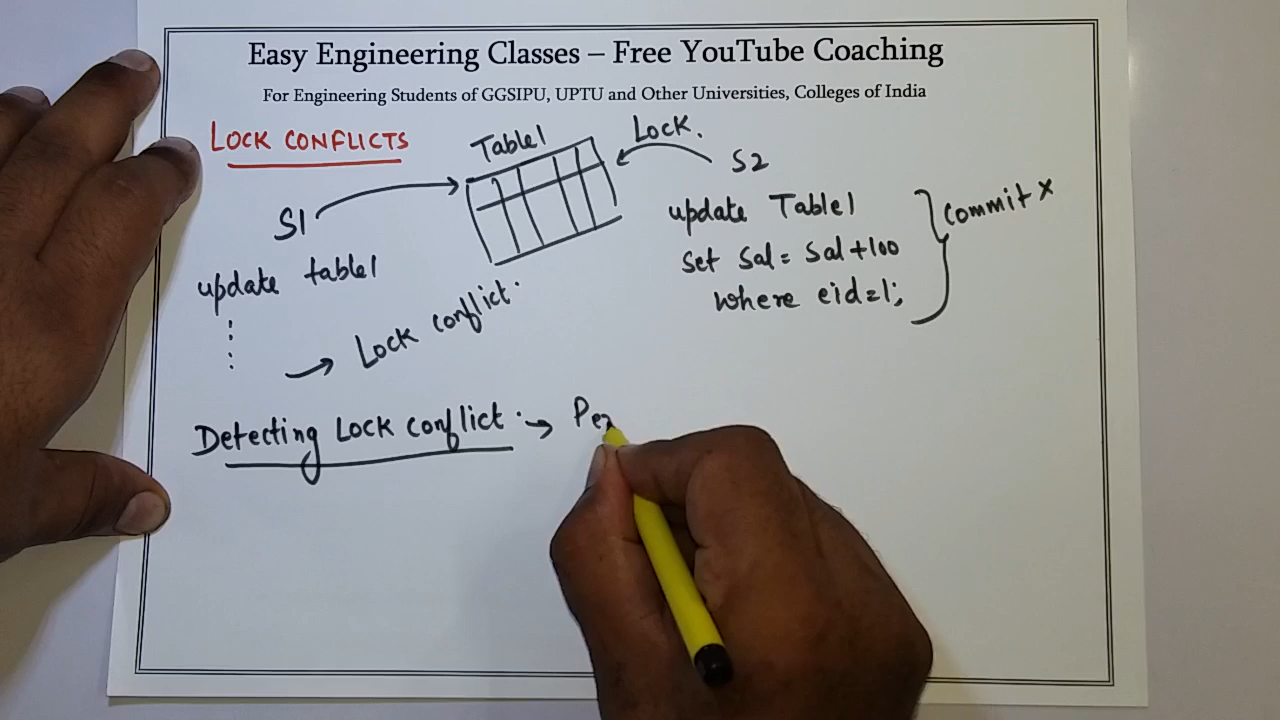 Easy Engineering Classes – Free YouTube Coaching
For Engineering Students of GGSIPU, UPTU and Other Universities, Colleges of India
LOCK CONFLICTS
Table1
Lock.
S1
S2
update table1
update Table1
set Sal = Sal+100
where eid=1;
commit x
→ Lock conflict.
Detecting Lock conflict. → Per